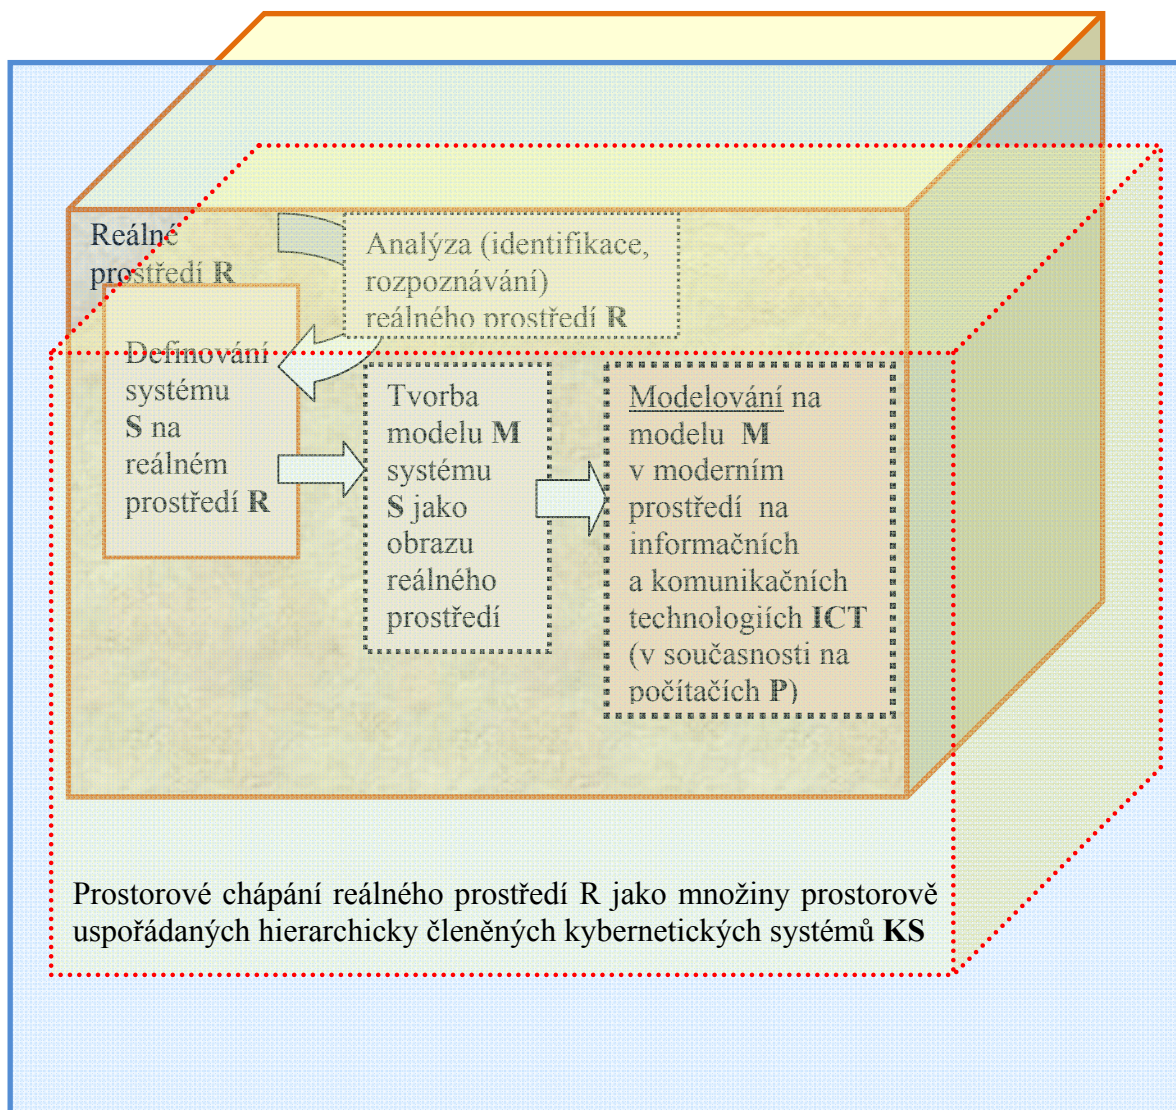 Reálné
prostředí R
Analýza (identifikace,
rozpoznávání)
reálného prostředí R
Definování
systému
S na
reálném
prostředí R
Tvorba
modelu M
systému
S jako
obrazu
reálného
prostředí
Modelování na
modelu M
v moderním
prostředí na
informačních
a komunikačních
technologiích ICT
(v současnosti na
počítačích P)
Prostorové chápání reálného prostředí R jako množiny prostorově
uspořádaných hierarchicky členěných kybernetických systémů KS